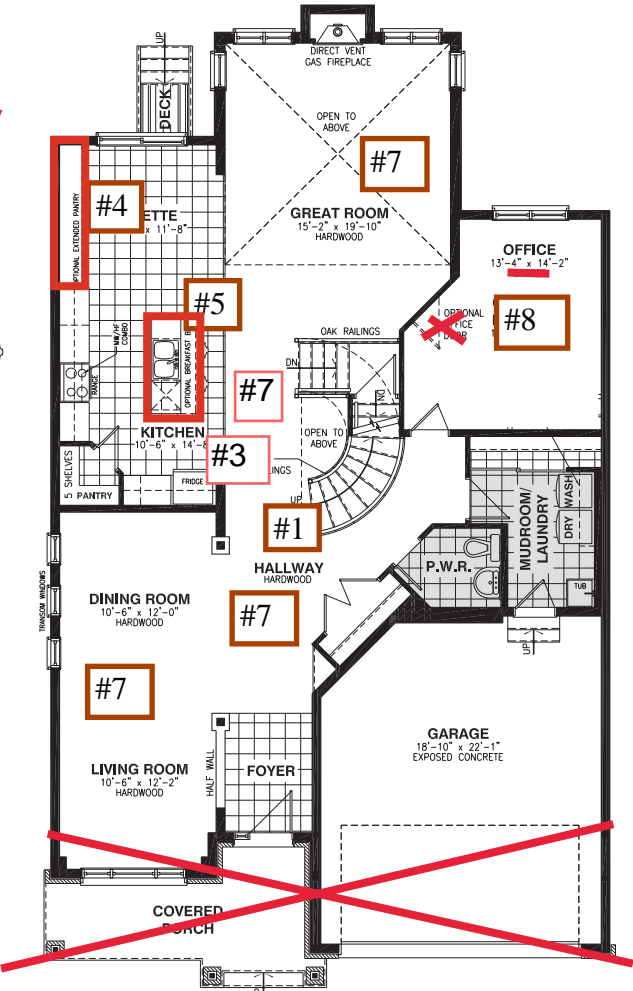 UP
DIRECT VENT
GAS FIREPLACE
DECK
OPEN TO
ABOVE
#7
GREAT ROOM
15'-2" x 19'-10"
HARDWOOD
OPTIONAL EXTENDED PANTRY
#4
ETTE
x 11'-8"
OFFICE
13'-4" x 14'-2"
#5
#8
OPTIONAL
OAK RAILINGS
DN
OPTIONAL BREAKFAST B
MW/HF
COMBO
RANGE
#7
DN
OPEN TO
ABOVE
KITCHEN
10'-6" x 14'-8
#3
5 SHELVES
PANTRY
FRIDGE
UP
#1
HALLWAY
HARDWOOD
MUDROOM/
LAUNDRY
DRY WASH
TUB
P.W.R.
UP
TRANSOM WINDOWS
DINING ROOM
10'-6" x 12'-0"
HARDWOOD
#7
#7
LIVING ROOM
10'-6" x 12'-2"
HARDWOOD
HALF WALL
FOYER
GARAGE
18'-10" x 22'-1"
EXPOSED CONCRETE
COVERED
PORCH